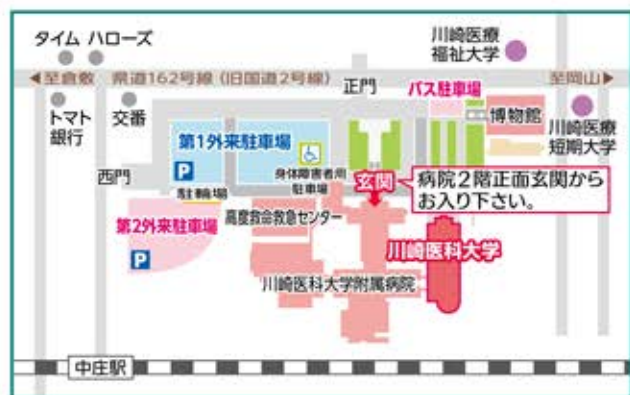 タイム ハローズ
川崎医療
福祉大学
◀至倉敷 県道162号線（旧国道2号線）
正門
至岡山▶
バス駐車場
トマト
銀行
交番
第1外来駐車場
博物館
川崎医療
短期大学
西門
P
身体障害者用
駐車場
玄関
病院2階正面玄関から
お入り下さい。
駐輪場
第2外来駐車場
高度救命救急センター
川崎医科大学
P
川崎医科大学附属病院
中庄駅